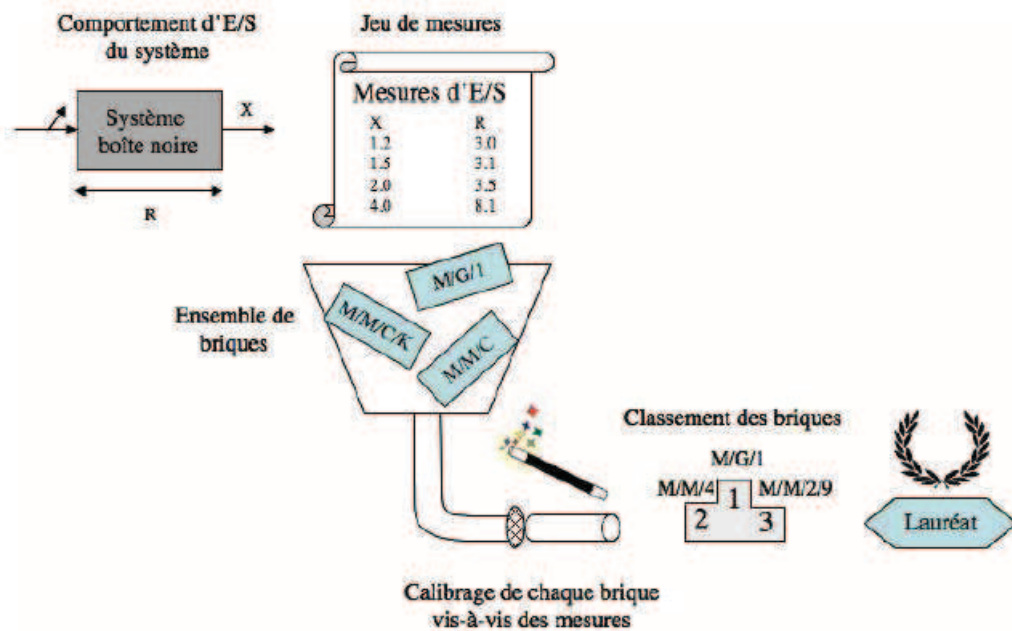 Comportement d'E/S
du système
Jeu de mesures
Système
boîte noire
X
R
Mesures d'E/S
X R
1.2 3.0
1.5 3.1
2.0 3.5
4.0 8.1
Ensemble de
briques
M/G/1
M/M/C/K
M/M/C
Classement des briques
M/G/1
M/M/4
M/M/2/9
1
2
3
Lauréat
Calibrage de chaque brique
vis-à-vis des mesures